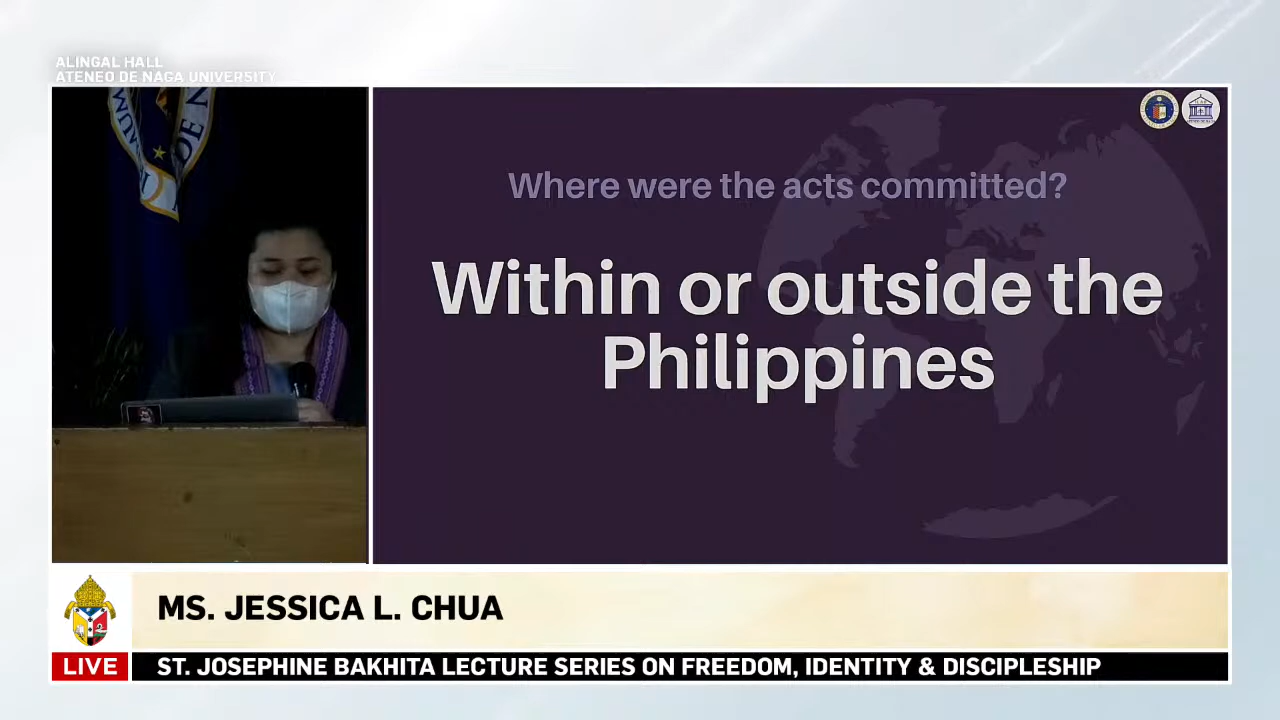 ALINGAL HALL
ATENEO DE NAGA UNIVERSITY
Where were the acts committed?
Within or outside the
Philippines
MS. JESSICA L. CHUA
LIVE
ST. JOSEPHINE BAKHITA LECTURE SERIES ON FREEDOM, IDENTITY & DISCIPLESHIP